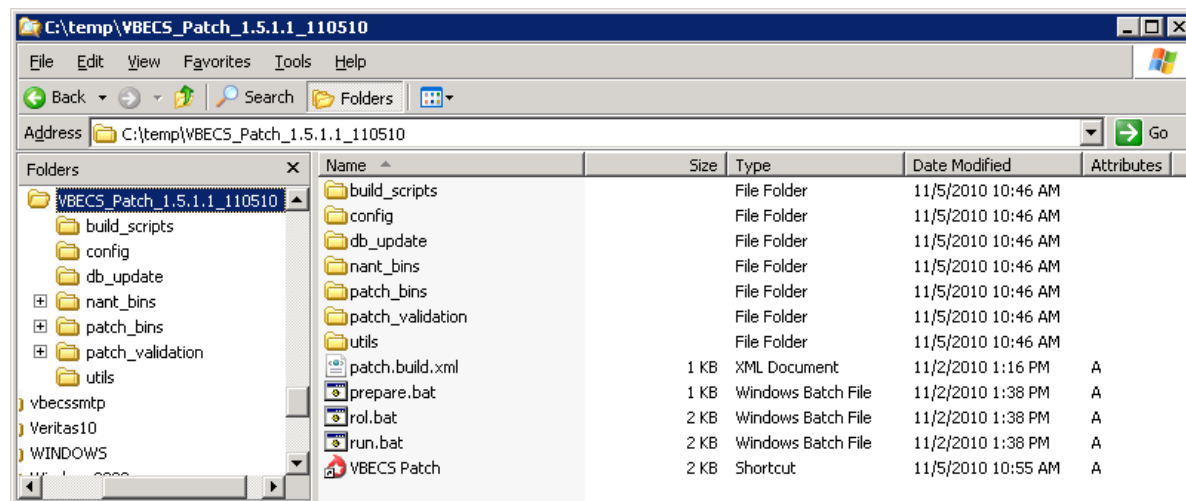 C:\temp\VBECS_Patch_1.5.1.1_110510
File Edit View Favorites Tools Help
Back Search Folders
Address C:\temp\VBECS_Patch_1.5.1.1_110510 Go
Folders
VBECS_Patch_1.5.1.1_110510
build_scripts
config
db_update
nant_bins
patch_bins
patch_validation
utils
vbecssmtp
Veritas10
WINDOWS
Name Size Type Date Modified Attributes
build_scripts File Folder 11/5/2010 10:46 AM
config File Folder 11/5/2010 10:46 AM
db_update File Folder 11/5/2010 10:46 AM
nant_bins File Folder 11/5/2010 10:46 AM
patch_bins File Folder 11/5/2010 10:46 AM
patch_validation File Folder 11/5/2010 10:46 AM
utils File Folder 11/5/2010 10:46 AM
patch.build.xml 1 KB XML Document 11/2/2010 1:16 PM A
prepare.bat 1 KB Windows Batch File 11/2/2010 1:38 PM A
rol.bat 2 KB Windows Batch File 11/2/2010 1:38 PM A
run.bat 2 KB Windows Batch File 11/2/2010 1:38 PM A
VBECS Patch 2 KB Shortcut 11/5/2010 10:55 AM A